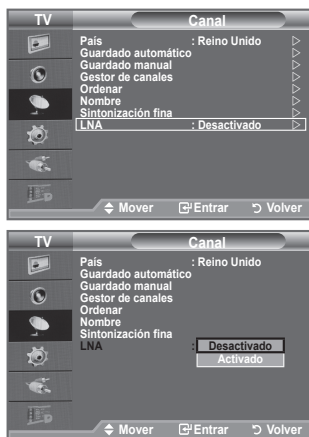 TV Canal
País : Reino Unido
Guardado automático
Guardado manual
Gestor de canales
Ordenar
Nombre
Sintonización fina
LNA : Desactivado
Mover Entrar Volver
TV Canal
País : Reino Unido
Guardado automático
Guardado manual
Gestor de canales
Ordenar
Nombre
Sintonización fina
LNA : Desactivado
Activado
Mover Entrar Volver